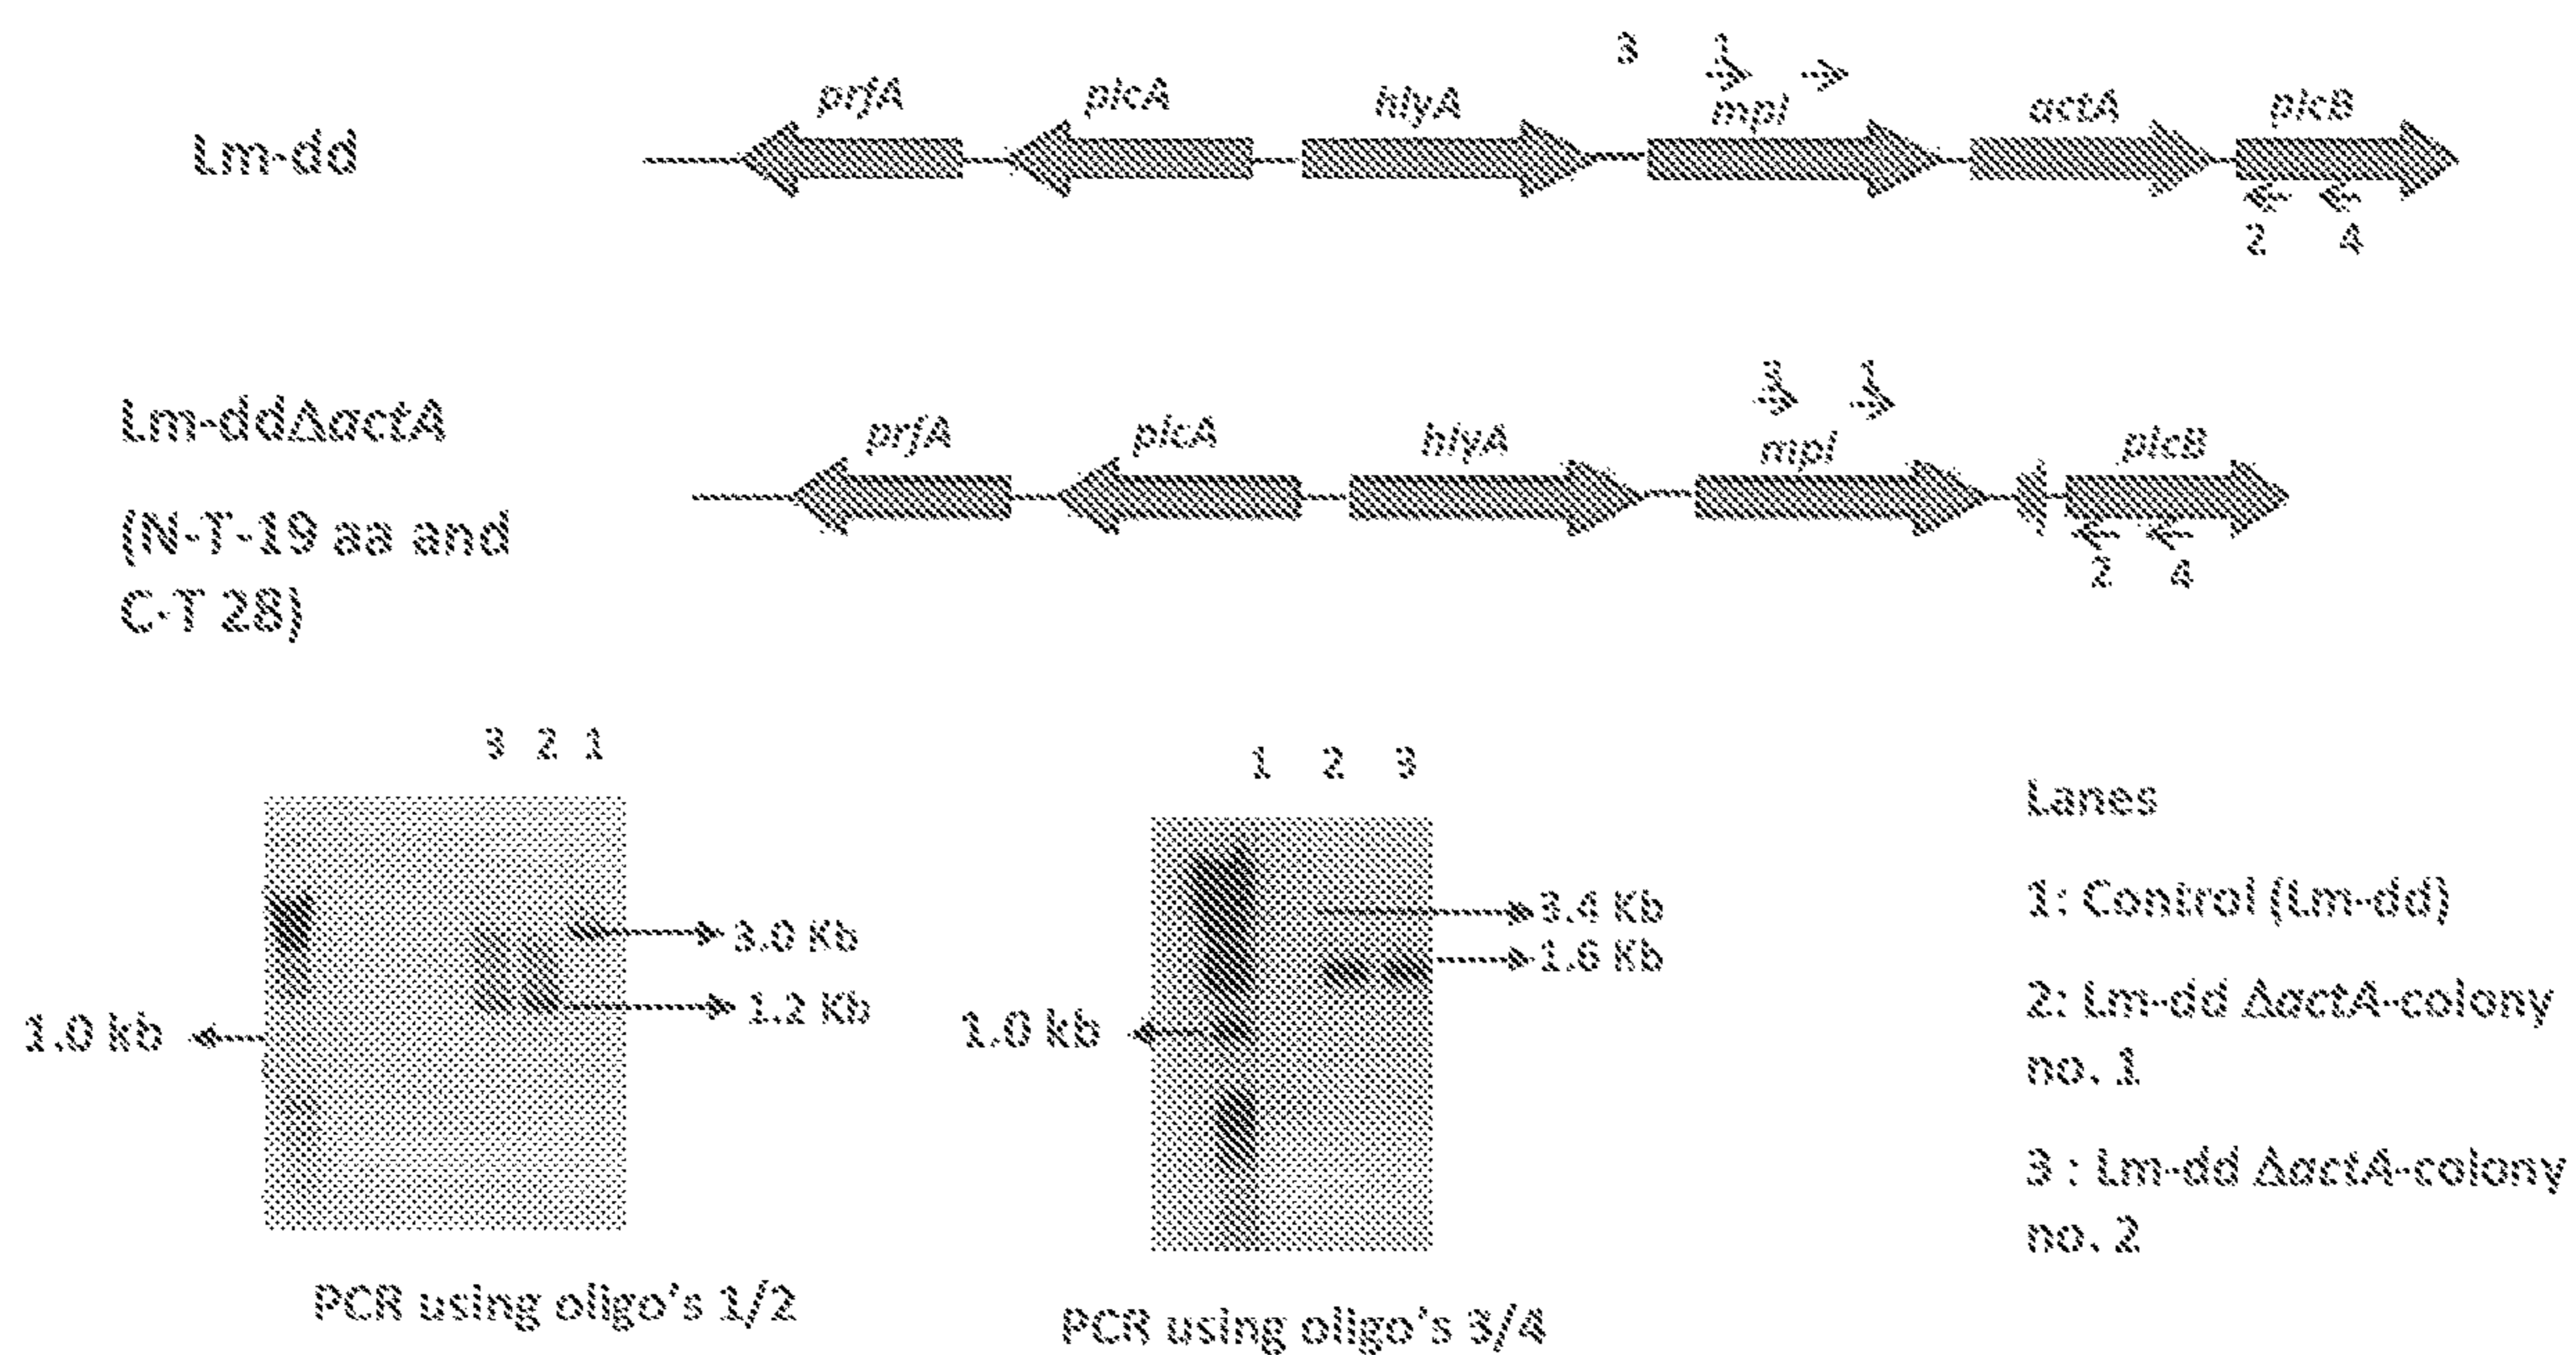 3 1
prfA plcA hlyA mpl actA plcB
Lm-dd
2 4
3 1
Lm-ddΔactA
prfA plcA hlyA mpl plcB
(N-T-19 aa and
C-T 28)
2 4
3 2 1
1 2 3
3.0 Kb
1.2 Kb
1.0 kb
3.4 Kb
1.6 Kb
1.0 kb
PCR using oligo's 1/2
PCR using oligo's 3/4
Lanes
1: Control (Lm-dd)
2: Lm-dd ΔactA-colony
no. 1
3 : Lm-dd ΔactA-colony
no. 2